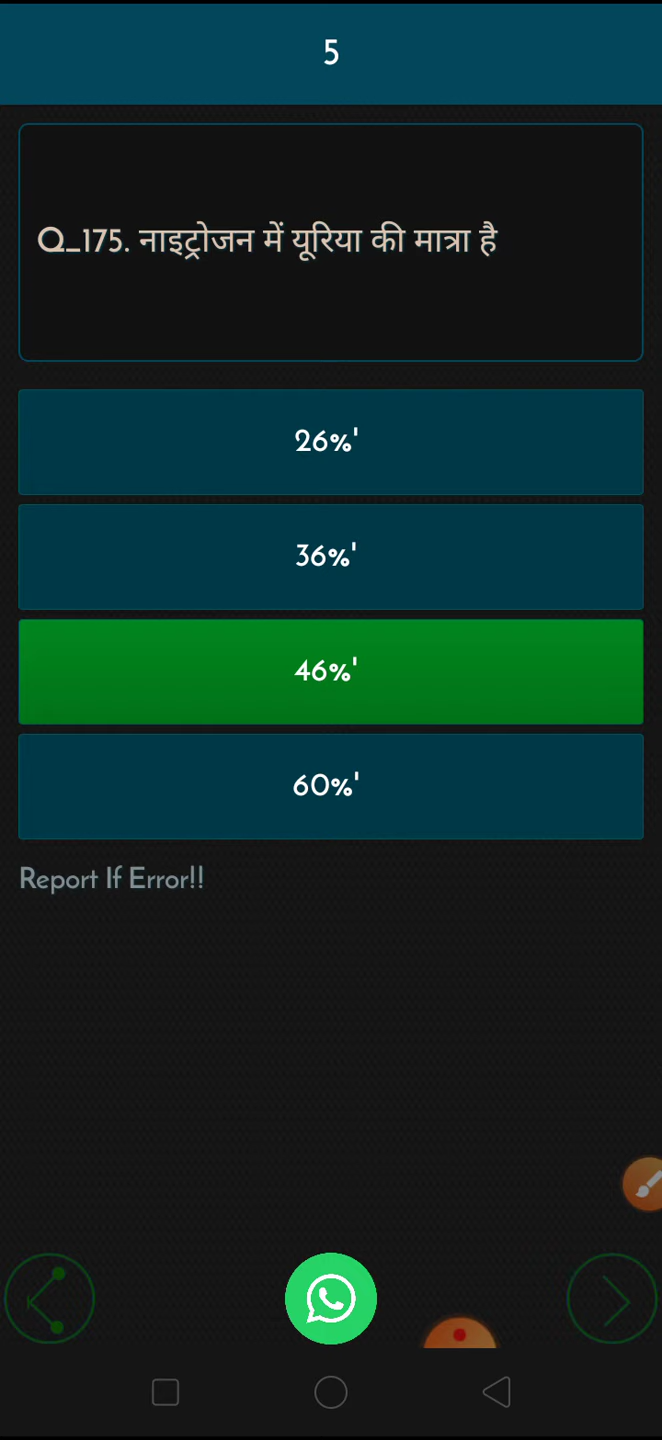 5
Q_175. नाइट्रोजन में यूरिया की मात्रा है
26%'
36%'
46%'
60%'
Report If Error!!